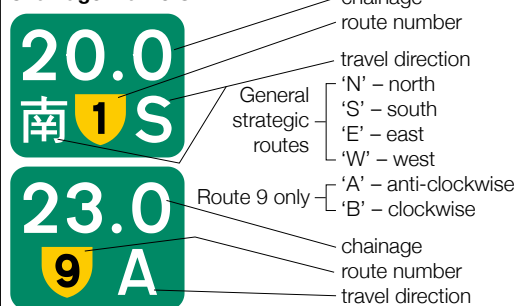 chainage
route number
20.0
南 1 S
travel direction
General strategic routes
'N' – north
'S' – south
'E' – east
'W' – west
Route 9 only
'A' – anti-clockwise
'B' – clockwise
23.0
9 A
chainage
route number
travel direction